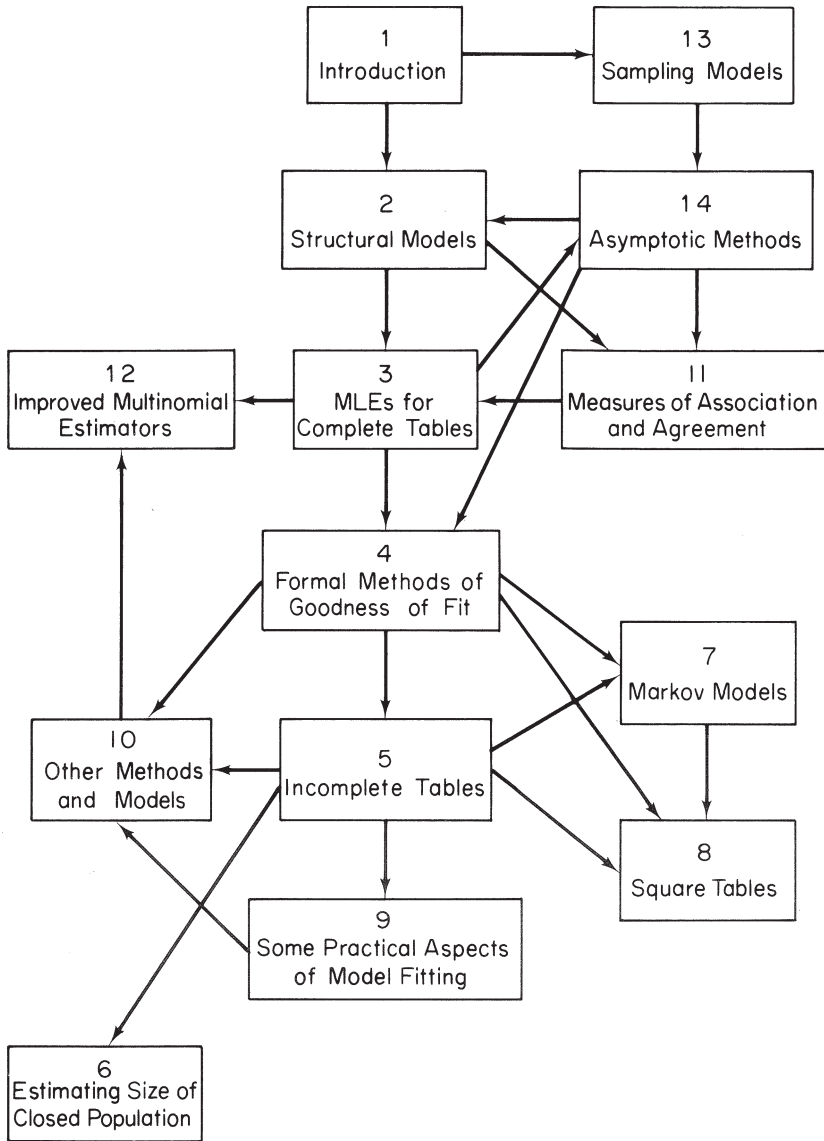 1
Introduction
13
Sampling Models
2
Structural Models
14
Asymptotic Methods
12
Improved Multinomial
Estimators
3
MLEs for
Complete Tables
11
Measures of Association
and Agreement
4
Formal Methods of
Goodness of Fit
7
Markov Models
10
Other Methods
and Models
5
Incomplete Tables
8
Square Tables
9
Some Practical Aspects
of Model Fitting
6
Estimating Size of
Closed Population